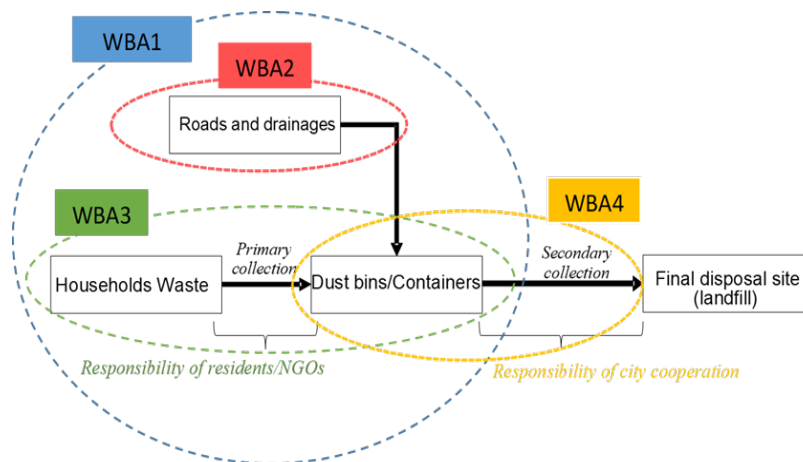 WBA1
WBA2
Roads and drainages
WBA3
WBA4
Primary
collection
Secondary
collection
Households Waste
Dust bins/Containers
Final disposal site
(landfill)
Responsibility of residents/NGOs
Responsibility of city cooperation